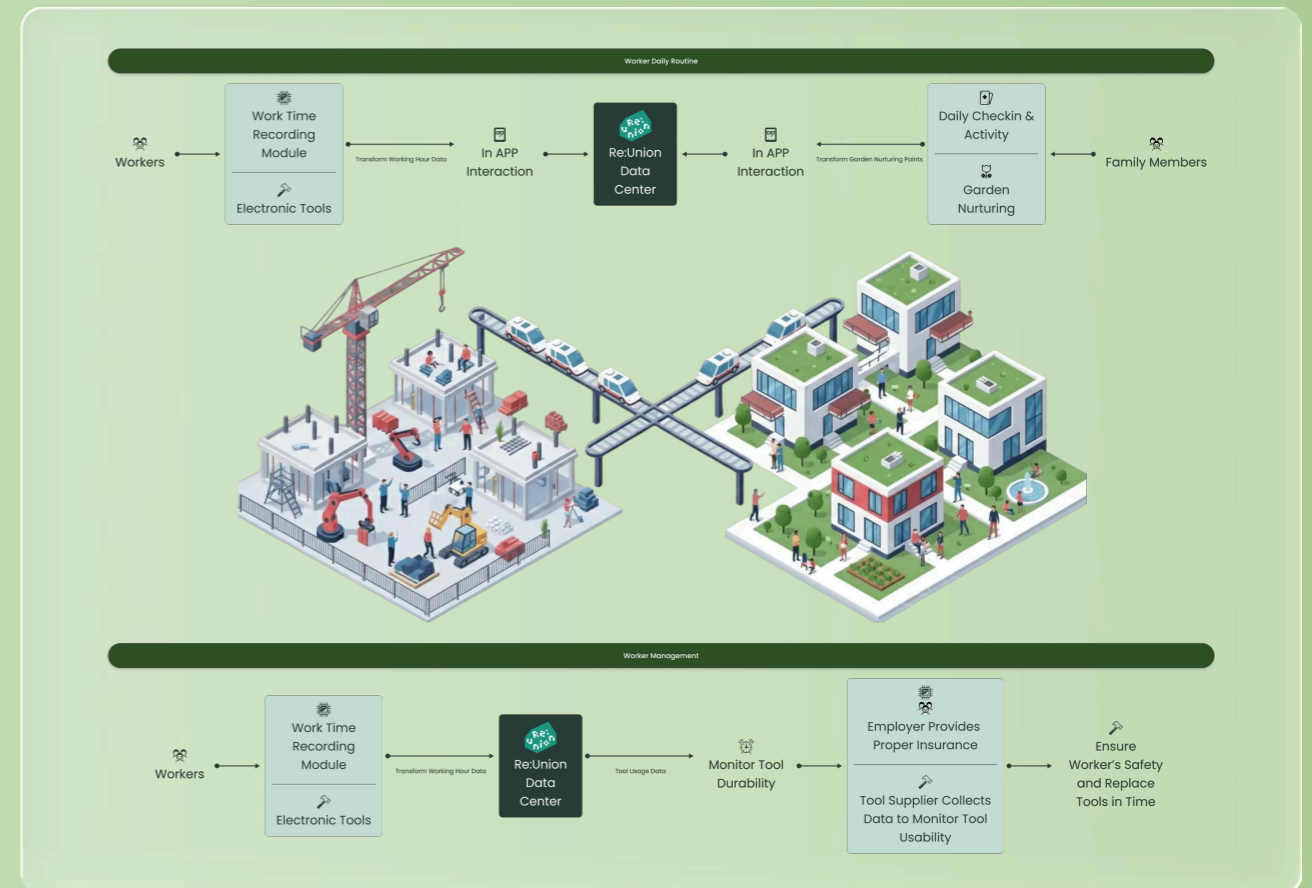 Worker Daily Routine
Workers
Work Time
Recording
Module
Electronic Tools
Transform Working Hour Data
In APP
Interaction
Re:
union
Re:Union
Data
Center
In APP
Interaction
Transform Garden Nurturing Points
Daily Checkin &
Activity
Garden
Nurturing
Family Members
Worker Management
Workers
Work Time
Recording
Module
Electronic Tools
Transform Working Hour Data
Re:
union
Re:Union
Data
Center
Tool Usage Data
Monitor Tool
Durability
Employer Provides
Proper Insurance
Tool Supplier Collects
Data to Monitor Tool
Usability
Ensure
Worker's Safety
and Replace
Tools in Time